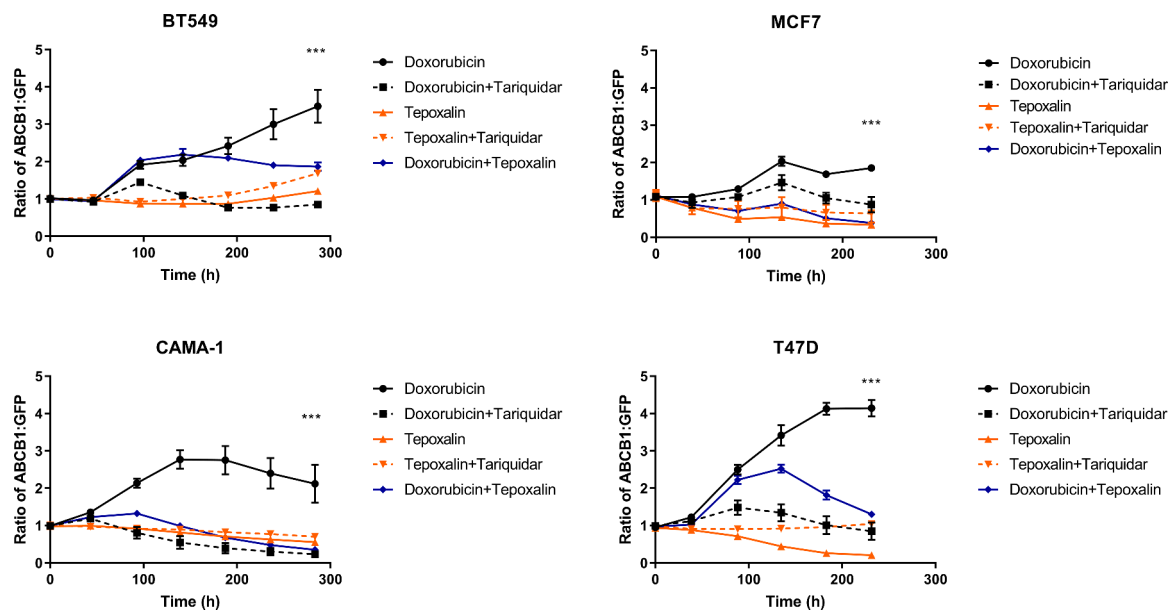 BT549
***
Ratio of ABCB1:GFP
5
4
3
2
1
0
0
100
200
300
Time (h)
Doxorubicin
Doxorubicin+Tariquidar
Tepoxalin
Tepoxalin+Tariquidar
Doxorubicin+Tepoxalin
MCF7
***
Ratio of ABCB1:GFP
5
4
3
2
1
0
0
100
200
300
Time (h)
Doxorubicin
Doxorubicin+Tariquidar
Tepoxalin
Tepoxalin+Tariquidar
Doxorubicin+Tepoxalin
CAMA-1
***
Ratio of ABCB1:GFP
5
4
3
2
1
0
0
100
200
300
Time (h)
Doxorubicin
Doxorubicin+Tariquidar
Tepoxalin
Tepoxalin+Tariquidar
Doxorubicin+Tepoxalin
T47D
***
Ratio of ABCB1:GFP
5
4
3
2
1
0
0
100
200
300
Time (h)
Doxorubicin
Doxorubicin+Tariquidar
Tepoxalin
Tepoxalin+Tariquidar
Doxorubicin+Tepoxalin